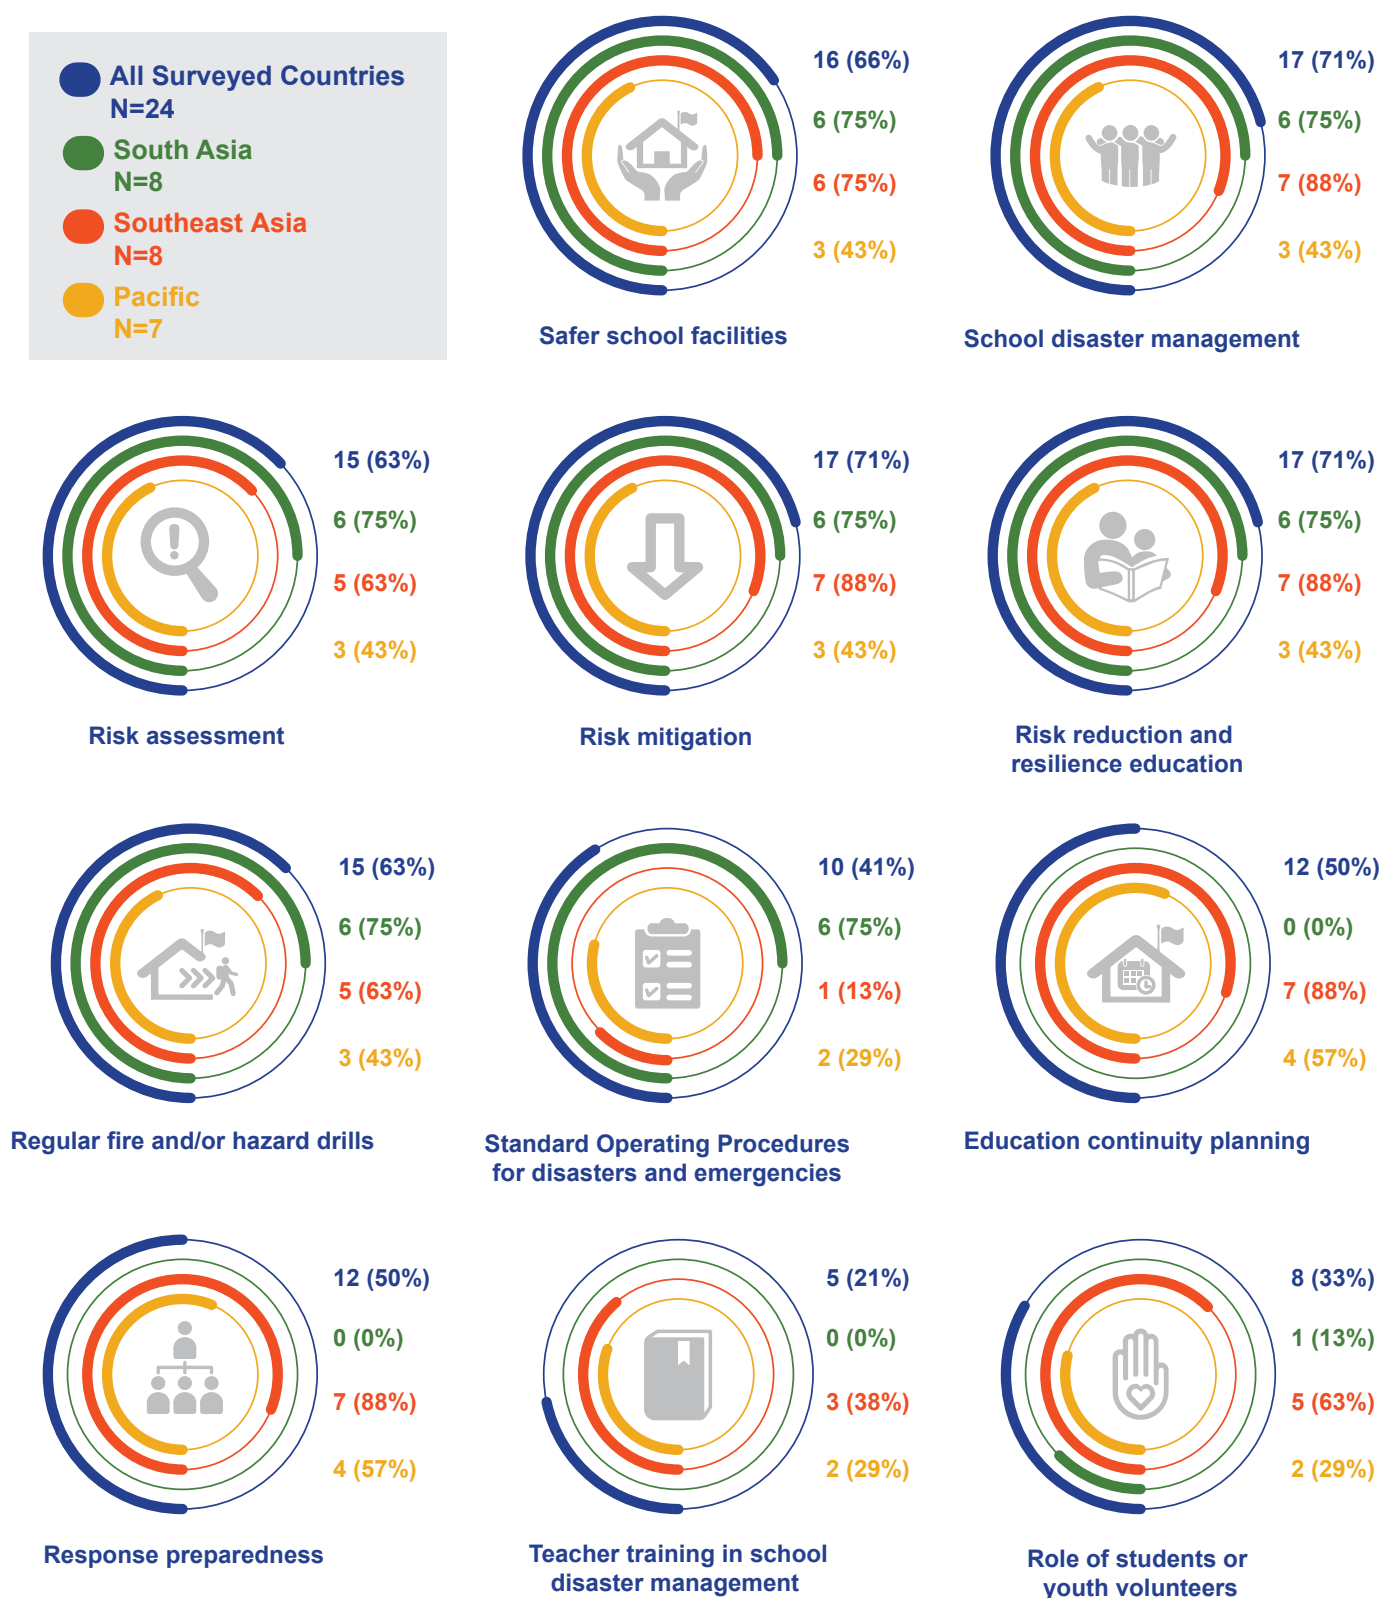 All Surveyed Countries
N=24
South Asia
N=8
Southeast Asia
N=8
Pacific
N=7
16 (66%)
6 (75%)
6 (75%)
3 (43%)
Safer school facilities
17 (71%)
6 (75%)
7 (88%)
3 (43%)
School disaster management
15 (63%)
6 (75%)
5 (63%)
3 (43%)
Risk assessment
17 (71%)
6 (75%)
7 (88%)
3 (43%)
Risk mitigation
17 (71%)
6 (75%)
7 (88%)
3 (43%)
Risk reduction and
resilience education
15 (63%)
6 (75%)
5 (63%)
3 (43%)
Regular fire and/or hazard drills
10 (41%)
6 (75%)
1 (13%)
2 (29%)
Standard Operating Procedures
for disasters and emergencies
12 (50%)
0 (0%)
7 (88%)
4 (57%)
Education continuity planning
12 (50%)
0 (0%)
7 (88%)
4 (57%)
Response preparedness
5 (21%)
0 (0%)
3 (38%)
2 (29%)
Teacher training in school
disaster management
8 (33%)
1 (13%)
5 (63%)
2 (29%)
Role of students or
youth volunteers